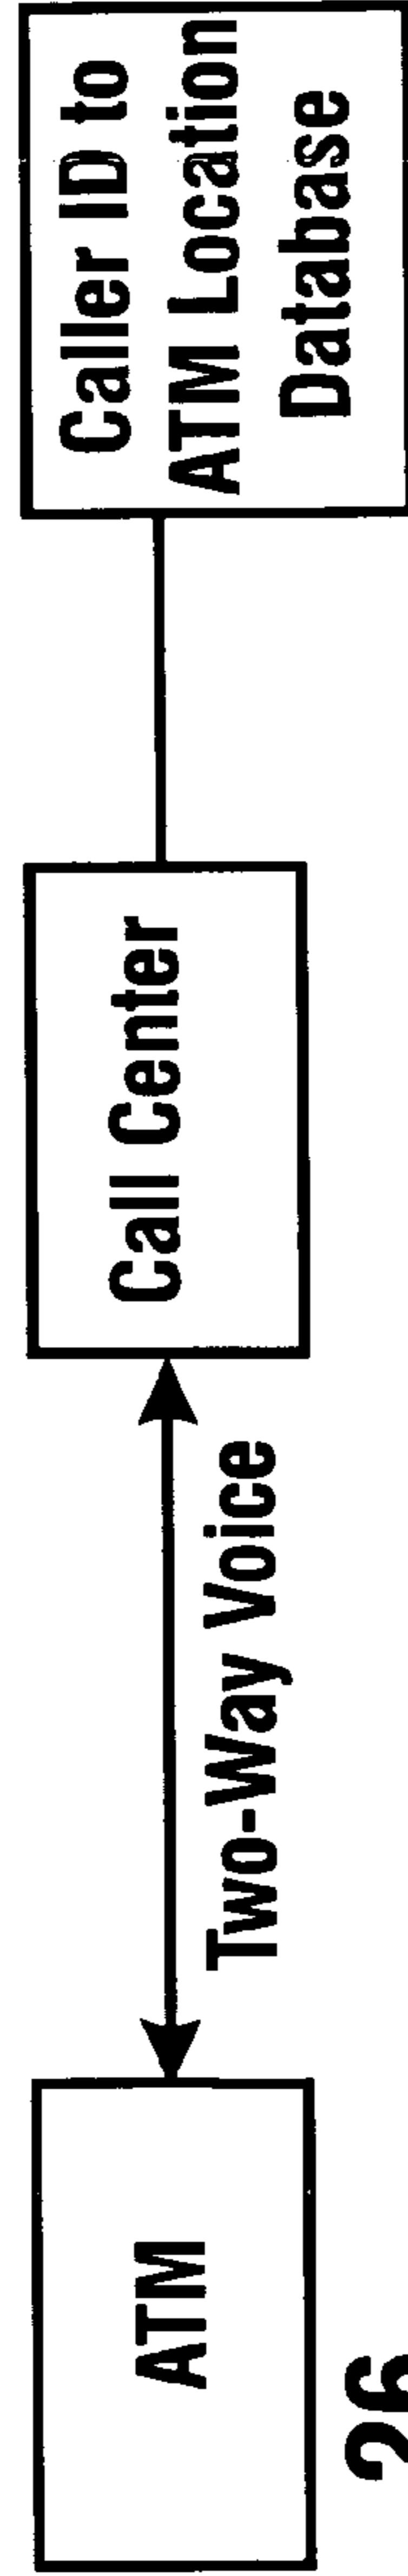 ATM
Two-Way Voice
Call Center
Caller ID to
ATM Location
Database
26